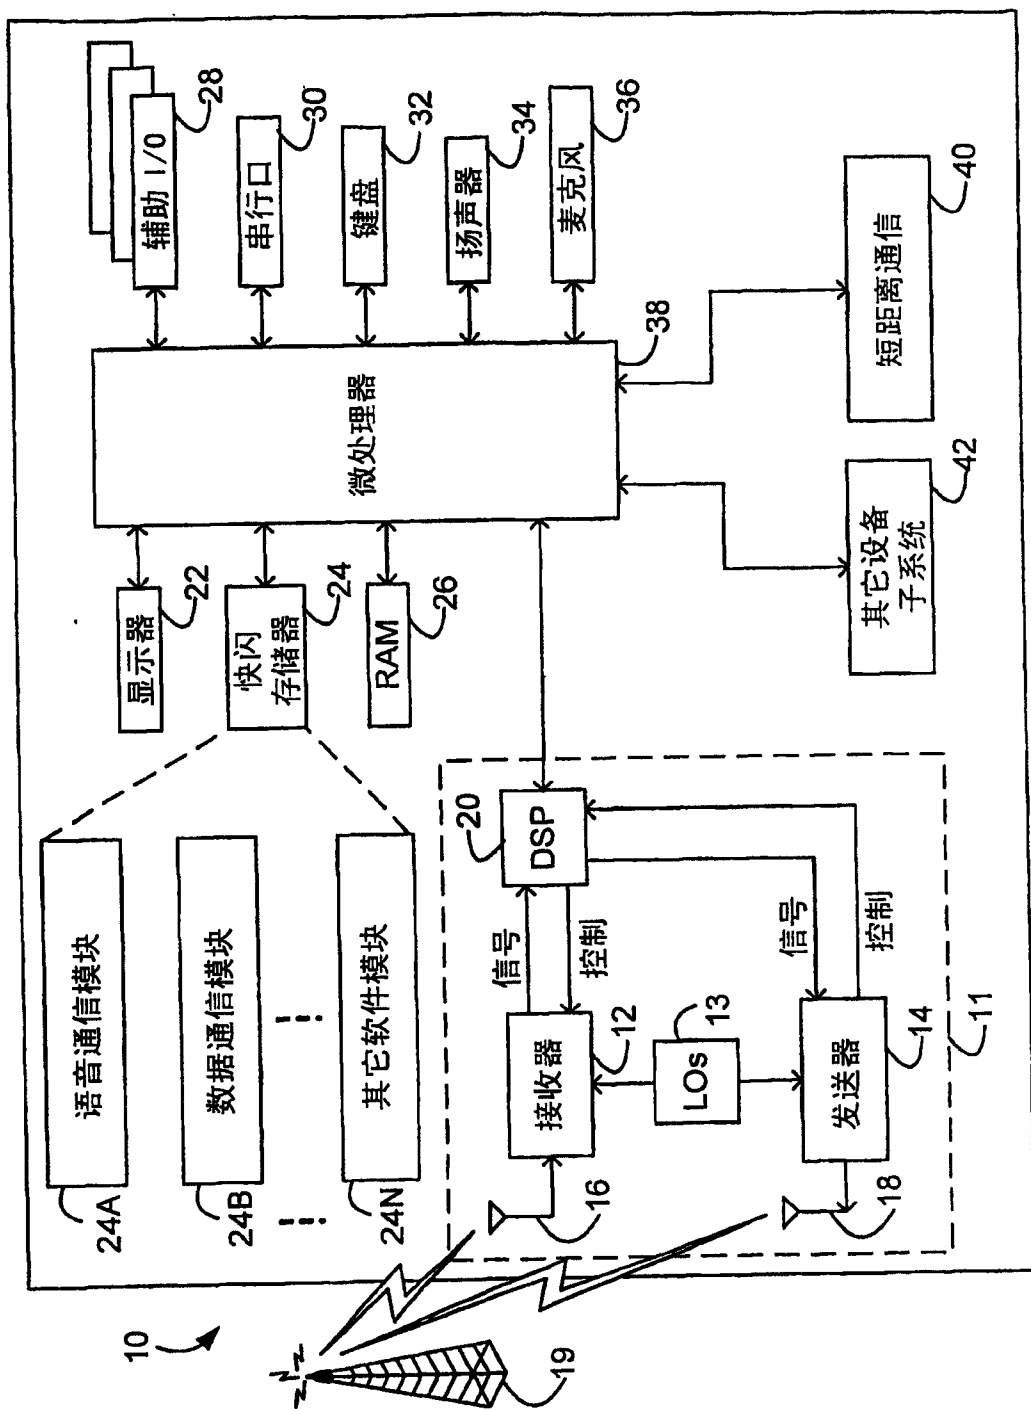 10
19
语音通信模块
24A
数据通信模块
24B
其它软件模块
24N
显示器
22
快闪
存储器
24
RAM
26
微处理器
38
辅助 I/O
28
串行口
30
键盘
32
扬声器
34
麦克风
36
短距离通信
40
其它设备
子系统
42
DSP
20
信号
控制
接收器
12
LOs
13
信号
控制
发送器
14
11
16
18